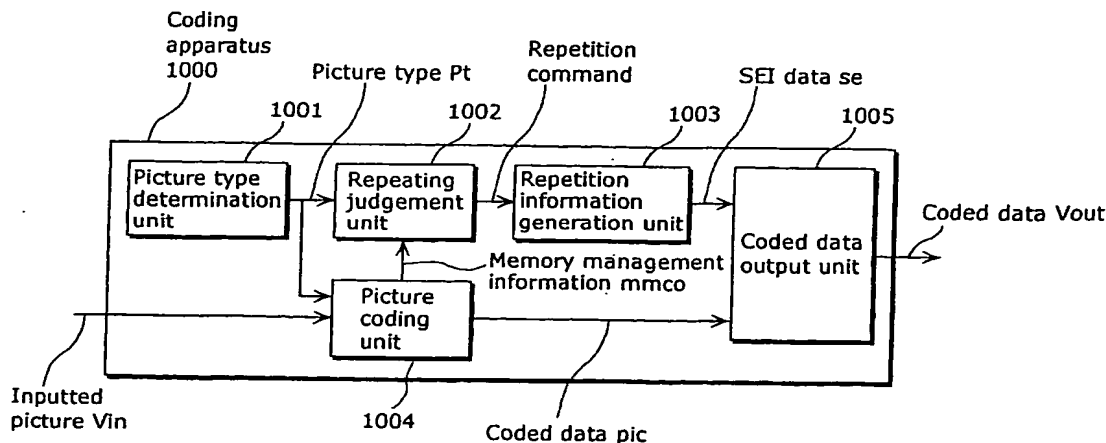 Coding
apparatus
1000
Picture type Pt
Repetition
command
SEI data se
1001
1002
1003
1005
Picture type
determination
unit
Repeating
judgement
unit
Repetition
information
generation unit
Coded data
output unit
Coded data Vout
Memory management
information mmco
Picture
coding
unit
Inputted
picture Vin
1004
Coded data pic